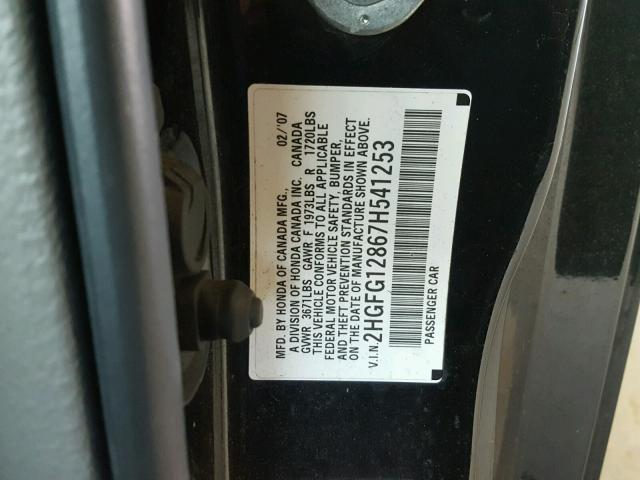 MFD. BY HONDA OF CANADA MFG., 02/'07
A DIVISION OF HONDA CANADA INC. CANADA
GVWR 3671LBS GAWR F 1973LBS R 1720LBS
THIS VEHICLE CONFORMS TO ALL APPLICABLE
FEDERAL MOTOR VEHICLE SAFETY, BUMPER,
AND THEFT PREVENTION STANDARDS IN EFFECT
ON THE DATE OF MANUFACTURE SHOWN ABOVE.
V.I.N. 2HGFG12867H541253
PASSENGER CAR